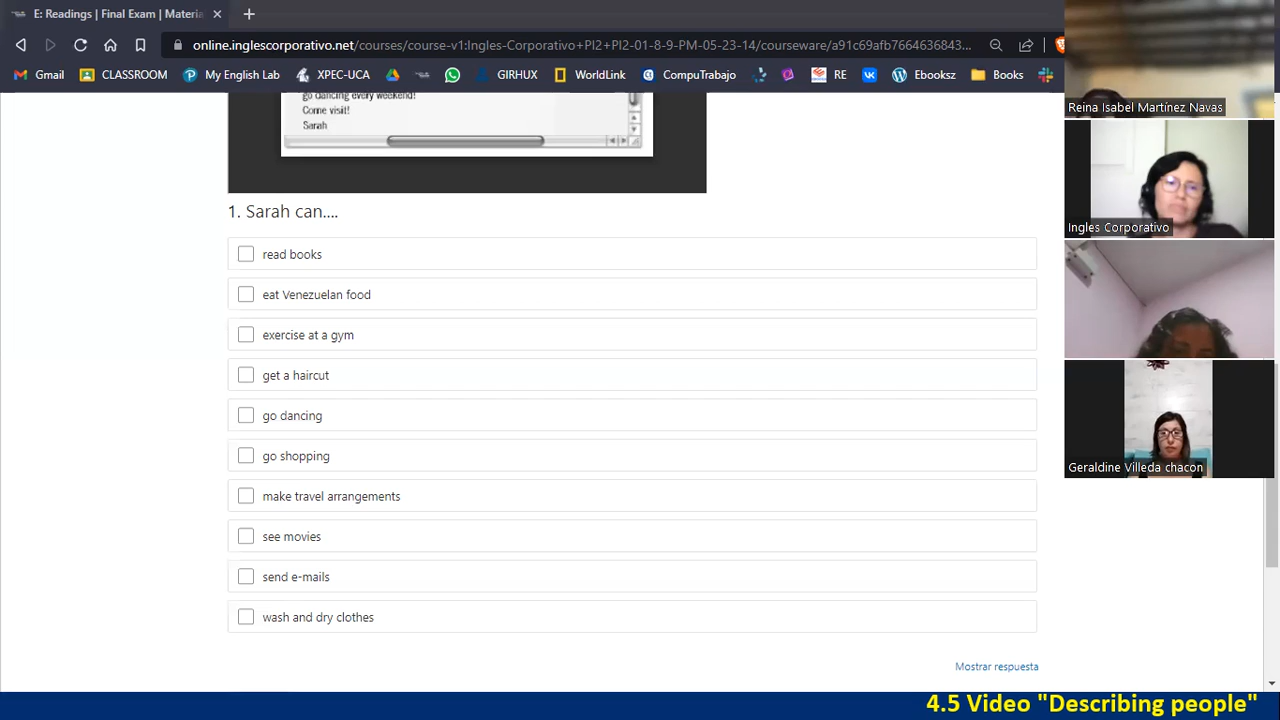 E: Readings | Final Exam | Materia
online.inglescorporativo.net/courses/course-v1:Ingles-Corporativo+PI2+PI2-01-8-9-PM-05-23-14/courseware/a91c69afb7664636843...
Gmail CLASSROOM My English Lab XPEC-UCA GIRHUX WorldLink CompuTrabajo RE Ebooksz Books
Reina Isabel Martínez Navas
go dancing every weekend!
Come visit!
Sarah
1. Sarah can....
Ingles Corporativo
read books
eat Venezuelan food
exercise at a gym
get a haircut
go dancing
go shopping
Geraldine Villeda chacon
make travel arrangements
see movies
send e-mails
wash and dry clothes
Mostrar respuesta
4.5 Video "Describing people"